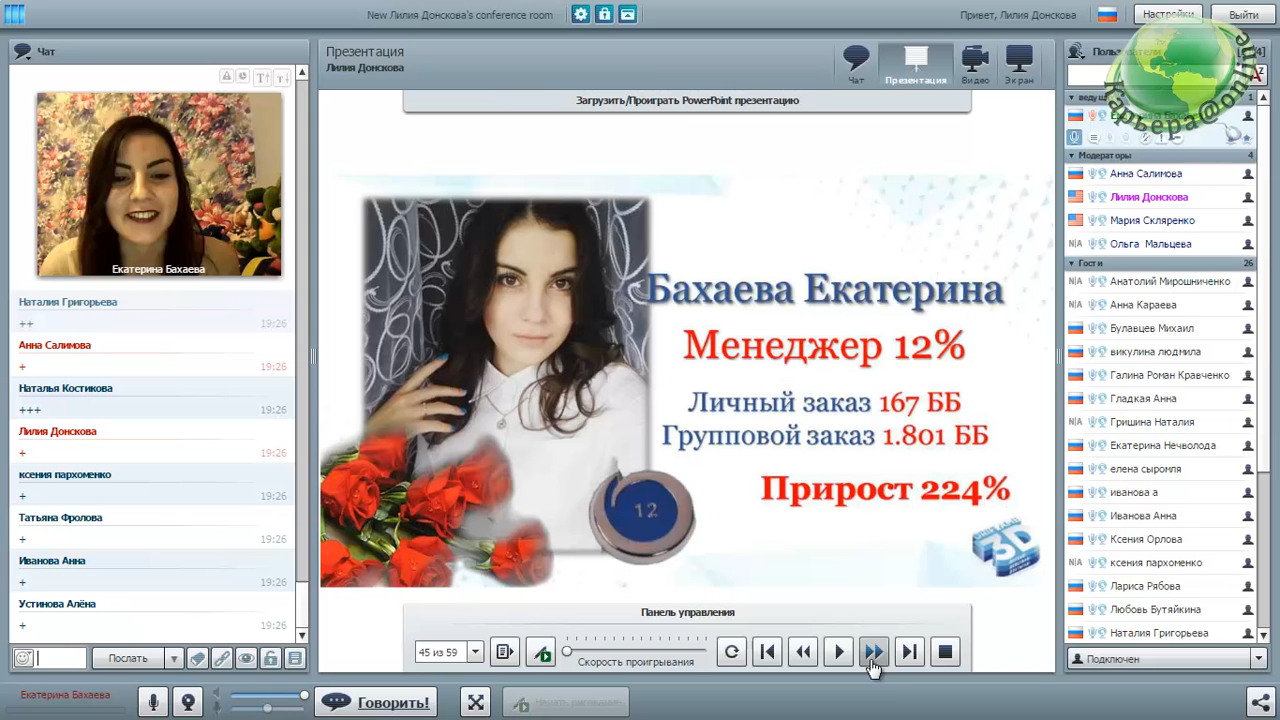 New Лилия Донскова's conference room
Привет, Лилия Донскова
Настройки
Выйти
Чат
Екатерина Бахаева
Наталия Григорьева
++
19:26
Анна Салимова
+
19:26
Наталья Костикова
+++
19:26
Лилия Донскова
+
19:26
ксения пархоменко
+
19:26
Татьяна Фролова
+
19:26
Иванова Анна
+
19:26
Устинова Алёна
+
19:26
Послать
Презентация
Лилия Донскова
Чат
Презентация
Видео
Экран
Загрузить/Проиграть PowerPoint презентацию
Бахаева Екатерина
Менеджер 12%
Личный заказ 167 ББ
Групповой заказ 1.801 ББ
Прирост 224%
12
3D
Панель управления
45 из 59
Скорость проигрывания
карьера@online
Модераторы
4
Анна Салимова
Лилия Донскова
Мария Скляренко
N/A Ольга Мальцева
Гости
26
N/A Анатолий Мирошниченко
N/A Анна Караева
Булавцев Михаил
викулина людмила
Галина Роман Кравченко
Гладкая Анна
N/A Гришина Наталия
Екатерина Нечволода
елена сыромля
иванова а
Иванова Анна
Ксения Орлова
N/A ксения пархоменко
Лариса Рябова
Любовь Бутяйкина
Наталия Григорьева
Подключен
Екатерина Бахаева
Говорить!